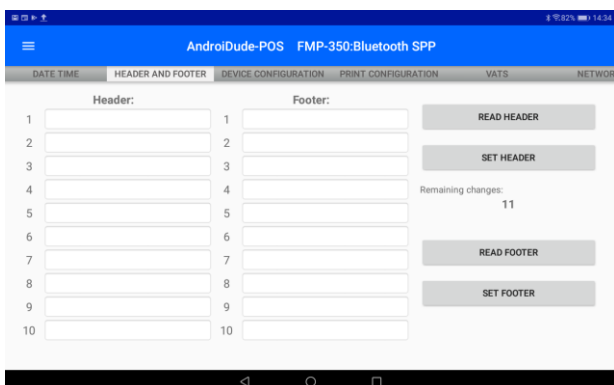 82% 14:34
AndroiDude-POS FMP-350:Bluetooth SPP
DATE TIME HEADER AND FOOTER DEVICE CONFIGURATION PRINT CONFIGURATION VATS NETWOR
Header: Footer:
READ HEADER
SET HEADER
Remaining changes:
11
READ FOOTER
SET FOOTER
1 1
2 2
3 3
4 4
5 5
6 6
7 7
8 8
9 9
10 10